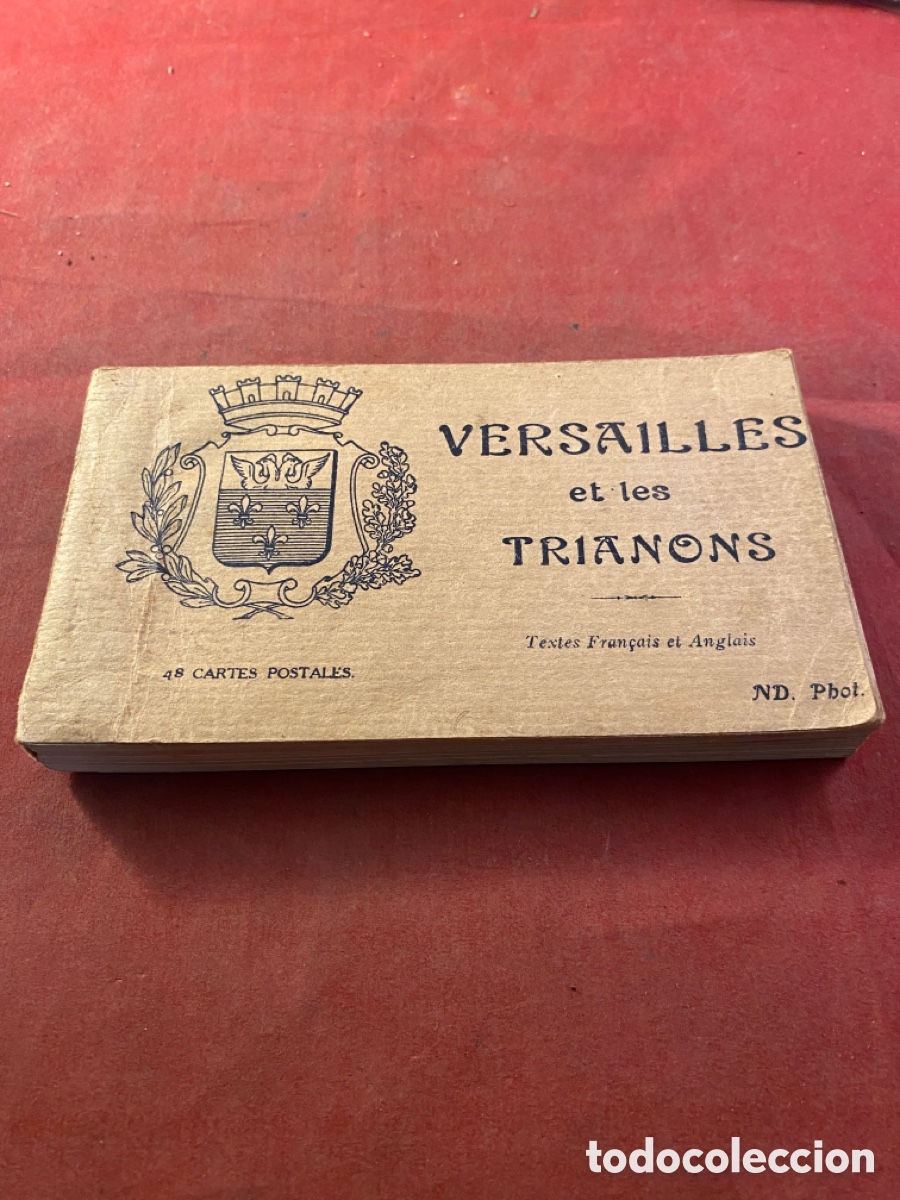 VERSAILLES
et les
TRIANONS
Textes Français et Anglais
48 CARTES POSTALES.
ND. Phot.
todocoleccion